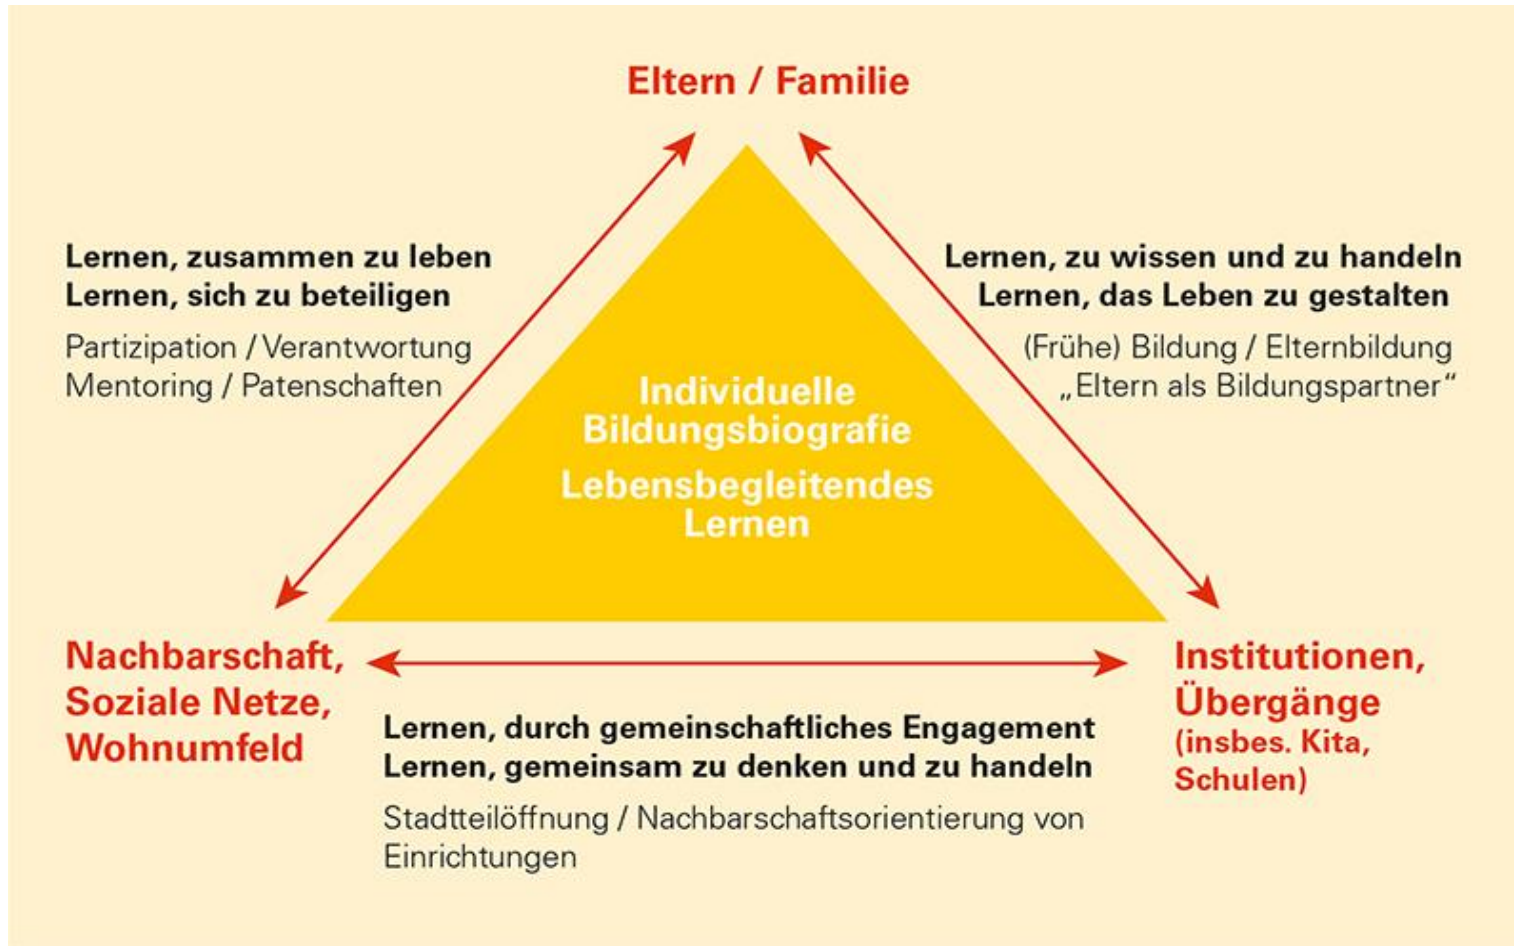 Eltern / Familie
Lernen, zusammen zu leben
Lernen, sich zu beteiligen
Partizipation / Verantwortung
Mentoring / Patenschaften
Lernen, zu wissen und zu handeln
Lernen, das Leben zu gestalten
(Frühe) Bildung / Elternbildung
„Eltern als Bildungspartner“
Individuelle
Bildungsbiografie
Lebensbegleitendes
Lernen
Nachbarschaft,
Soziale Netze,
Wohnumfeld
Lernen, durch gemeinschaftliches Engagement
Lernen, gemeinsam zu denken und zu handeln
Stadtteilöffnung / Nachbarschaftsorientierung von
Einrichtungen
Institutionen,
Übergänge
(insbes. Kita,
Schulen)